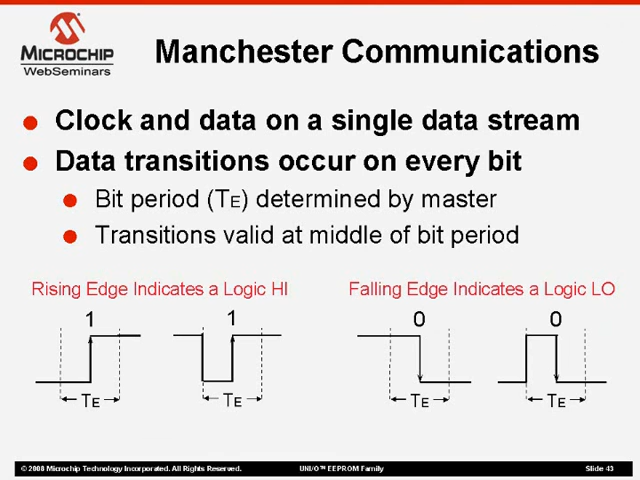 MICROCHIP
WebSeminars
Manchester Communications
Clock and data on a single data stream
Data transitions occur on every bit
Bit period (TE) determined by master
Transitions valid at middle of bit period
Rising Edge Indicates a Logic HI
Falling Edge Indicates a Logic LO
1 1 0 0
TE TE TE TE
© 2008 Microchip Technology Incorporated. All Rights Reserved. UNI/O™ EEPROM Family Slide 43